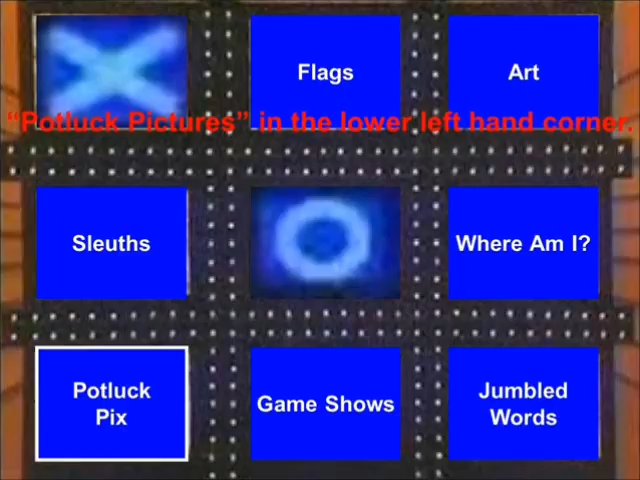 X
Flags
Art
“Potluck Pictures” in the lower left hand corner.
Sleuths
O
Where Am I?
Potluck
Pix
Game Shows
Jumbled
Words